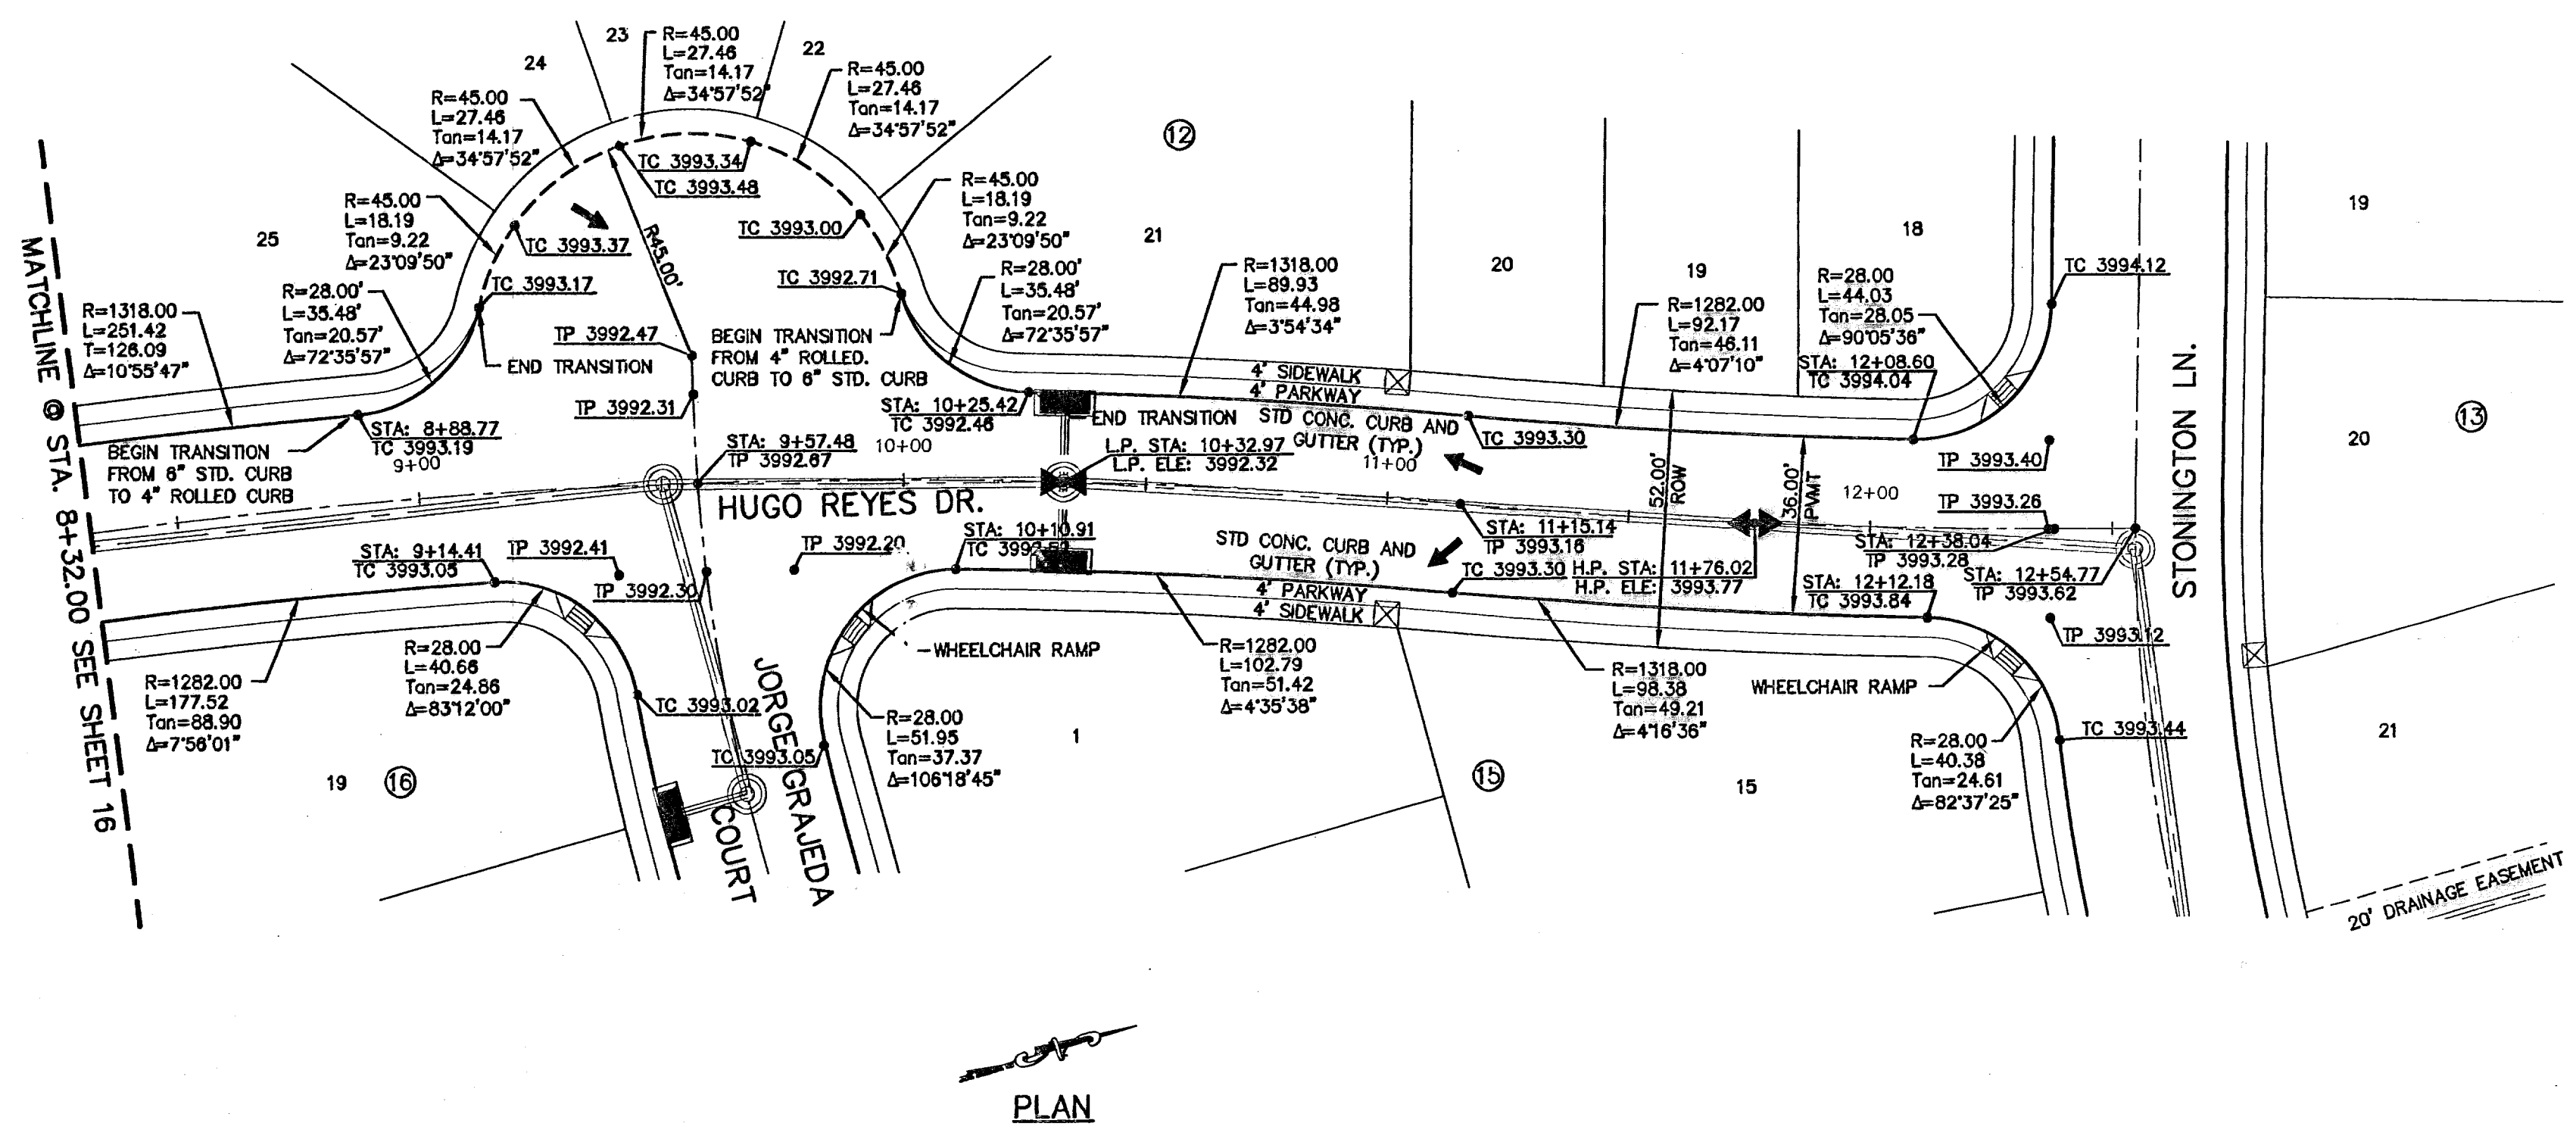 23
R=45.00
L=27.46
Tan=14.17
Δ=34°57'52"
22
24
R=45.00
L=27.46
Tan=14.17
Δ=34°57'52"
R=45.00
L=27.46
Tan=14.17
Δ=34°57'52"
12
TC 3993.34
TC 3993.48
R=45.00
L=18.19
Tan=9.22
Δ=23°09'50"
R=45.00
L=18.19
Tan=9.22
Δ=23°09'50"
25
TC 3993.37
R45.00'
TC 3993.00
21
18
19
20
19
TC 3992.71
TC 3993.17
R=28.00'
L=35.48'
Tan=20.57'
Δ=72°35'57"
R=28.00'
L=35.48'
Tan=20.57'
Δ=72°35'57"
R=1318.00
L=89.93
Tan=44.98
Δ=3°54'34"
R=1282.00
L=92.17
Tan=46.11
Δ=4°07'10"
R=28.00
L=44.03
Tan=28.05
Δ=90°05'36"
TC 3994.12
R=1318.00
L=251.42
T=126.09
Δ=10°55'47"
TP 3992.47
BEGIN TRANSITION
FROM 4" ROLLED.
CURB TO 6" STD. CURB
END TRANSITION
STA: 12+08.60
TC 3994.04
4' SIDEWALK
4' PARKWAY
TP 3992.31
STA: 10+25.42
TC 3992.46
END TRANSITION
STD CONC. CURB AND
GUTTER (TYP.)
TC 3993.30
STA: 8+88.77
TC 3993.19
9+00
BEGIN TRANSITION
FROM 6" STD. CURB
TO 4" ROLLED CURB
STA: 9+57.48
TP 3992.67
10+00
L.P. STA: 10+32.97
L.P. ELE: 3992.32
11+00
52.00'
ROW
36.00'
PVMT
12+00
TP 3993.40
TP 3993.26
20
13
HUGO REYES DR.
STONINGTON LN.
MATCHLINE @ STA. 8+32.00 SEE SHEET 16
STA: 9+14.41
TC 3993.05
TP 3992.41
TP 3992.30
TP 3992.20
STA: 10+10.91
STD CONC. CURB AND
GUTTER (TYP.)
STA: 11+15.14
TP 3993.16
TC 3993.30
H.P. STA: 11+76.02
H.P. ELE: 3993.77
STA: 12+38.04
TP 3993.28
STA: 12+54.77
TP 3993.62
STA: 12+12.18
TC 3993.84
TP 3993.12
4' PARKWAY
4' SIDEWALK
WHEELCHAIR RAMP
WHEELCHAIR RAMP
R=1282.00
L=177.52
Tan=88.90
Δ=7°56'01"
R=28.00
L=40.66
Tan=24.86
Δ=83°12'00"
TC 3993.02
JORGE GRAJEDA
COURT
TC 3993.05
R=28.00
L=51.95
Tan=37.37
Δ=106°18'45"
R=1282.00
L=102.79
Tan=51.42
Δ=4°35'38"
R=1318.00
L=98.38
Tan=49.21
Δ=4°16'36"
R=28.00
L=40.38
Tan=24.61
Δ=82°37'25"
TC 3993.44
19
16
1
15
15
21
20' DRAINAGE EASEMENT
PLAN